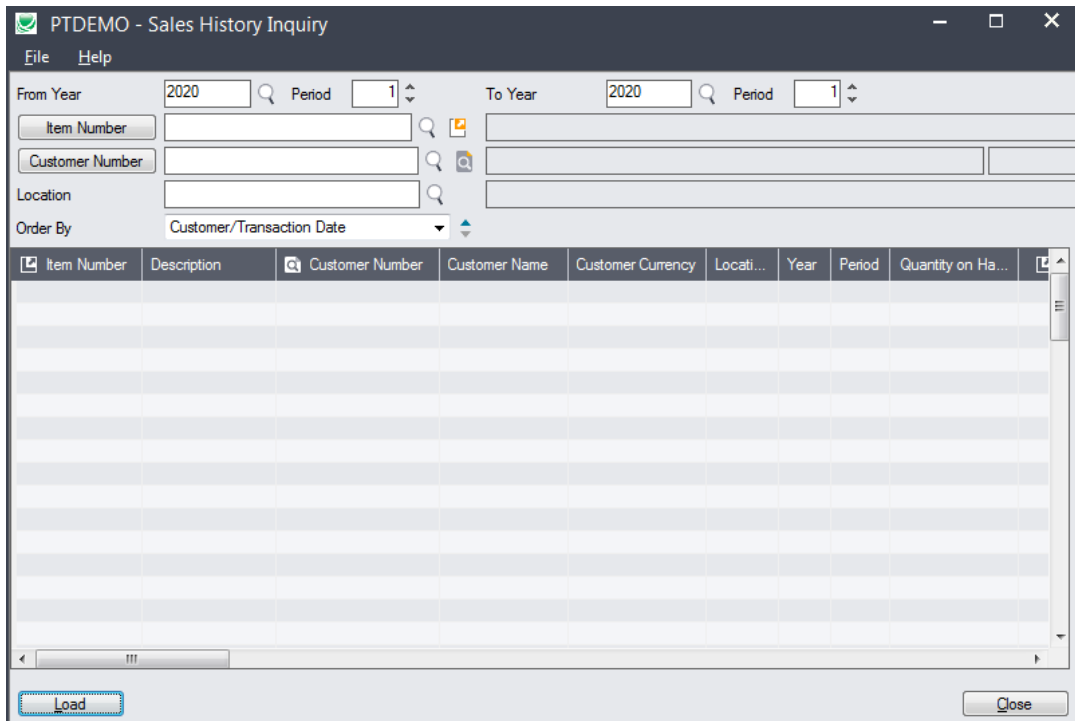 PTDEMO - Sales History Inquiry
File Help
From Year 2020 Period 1 To Year 2020 Period 1
Item Number
Customer Number
Location
Order By Customer/Transaction Date
Item Number Description Customer Number Customer Name Customer Currency Locati... Year Period Quantity on Ha...
Load Close